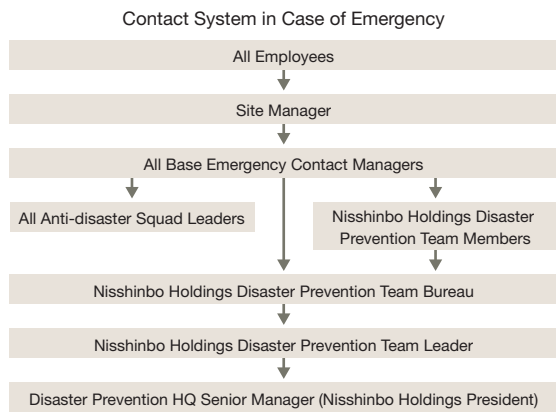 Contact System in Case of Emergency
All Employees
Site Manager
All Base Emergency Contact Managers
All Anti-disaster Squad Leaders
Nisshinbo Holdings Disaster
Prevention Team Members
Nisshinbo Holdings Disaster Prevention Team Bureau
Nisshinbo Holdings Disaster Prevention Team Leader
Disaster Prevention HQ Senior Manager (Nisshinbo Holdings President)